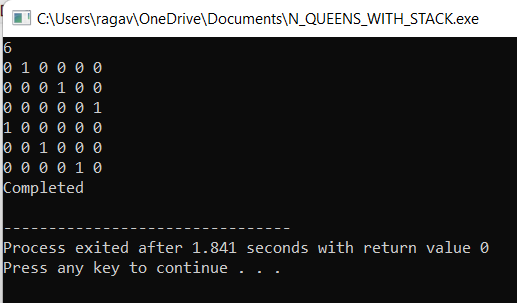 C:\Users\ragav\OneDrive\Documents\N_QUEENS_WITH_STACK.exe
6
0 1 0 0 0 0
0 0 0 1 0 0
0 0 0 0 0 1
1 0 0 0 0 0
0 0 1 0 0 0
0 0 0 0 1 0
Completed
--------------------------------
Process exited after 1.841 seconds with return value 0
Press any key to continue . . .